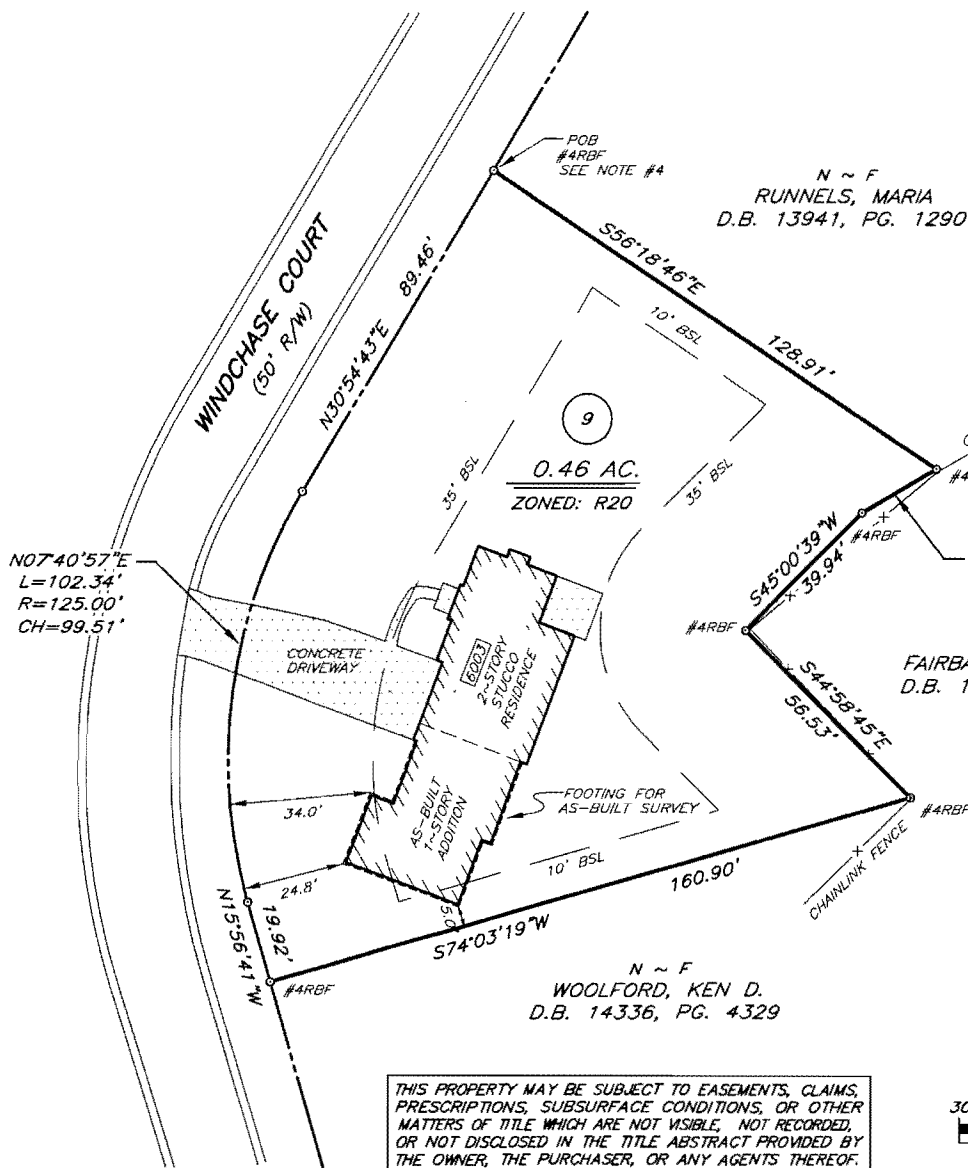 POB
#4RBF
SEE NOTE #4
N ~ F
RUNNELS, MARIA
D.B. 13941, PG. 1290
S56°18'46"E
128.91'
89.46'
N30°54'43"E
WINDCHASE COURT
(50' R/W)
10' BSL
9
0.46 AC.
ZONED: R20
35' BSL
35' BSL
#4
#4RBF
S45°00'39"W
39.94'
#4RBF
N07°40'57"E
L=102.34'
R=125.00'
CH=99.51'
CONCRETE
DRIVEWAY
6003
2~STORY
STUCCO
RESIDENCE
FAIRBA
D.B. 1
S44°58'45"E
56.53'
AS-BUILT
1~STORY
ADDITION
FOOTING FOR
AS-BUILT SURVEY
34.0'
#4RBF
10' BSL
160.90'
CHAINLINK FENCE
24.8'
5.0'
S74°03'19"W
N15°56'41"W
19.92'
#4RBF
N ~ F
WOOLFORD, KEN D.
D.B. 14336, PG. 4329
THIS PROPERTY MAY BE SUBJECT TO EASEMENTS, CLAIMS,
PRESCRIPTIONS, SUBSURFACE CONDITIONS, OR OTHER
MATTERS OF TITLE WHICH ARE NOT VISIBLE, NOT RECORDED,
OR NOT DISCLOSED IN THE TITLE ABSTRACT PROVIDED BY
THE OWNER, THE PURCHASER, OR ANY AGENTS THEREOF.
30